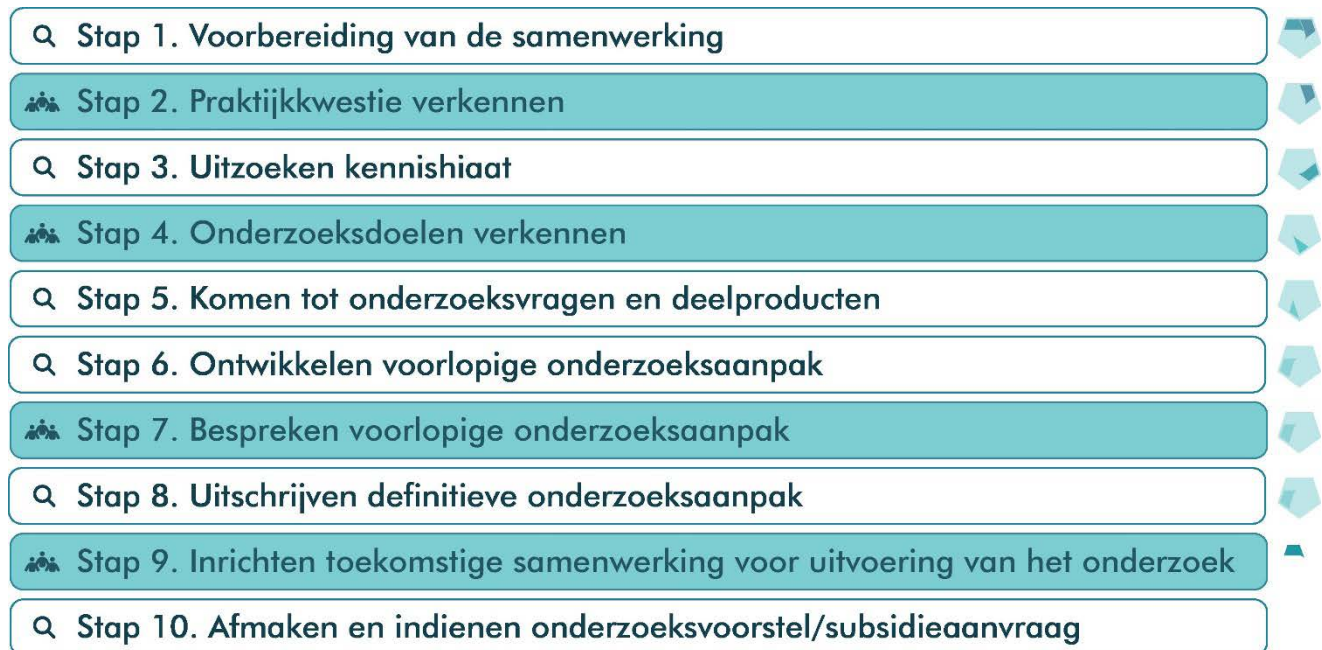 Stap 1. Voorbereiding van de samenwerking
Stap 2. Praktijkkwestie verkennen
Stap 3. Uitzoeken kennishiaat
Stap 4. Onderzoeksdoelen verkennen
Stap 5. Komen tot onderzoeksvragen en deelproducten
Stap 6. Ontwikkelen voorlopige onderzoeksaanpak
Stap 7. Bespreken voorlopige onderzoeksaanpak
Stap 8. Uitschrijven definitieve onderzoeksaanpak
Stap 9. Inrichten toekomstige samenwerking voor uitvoering van het onderzoek
Stap 10. Afmaken en indienen onderzoeksvoorstel/subsidieaanvraag